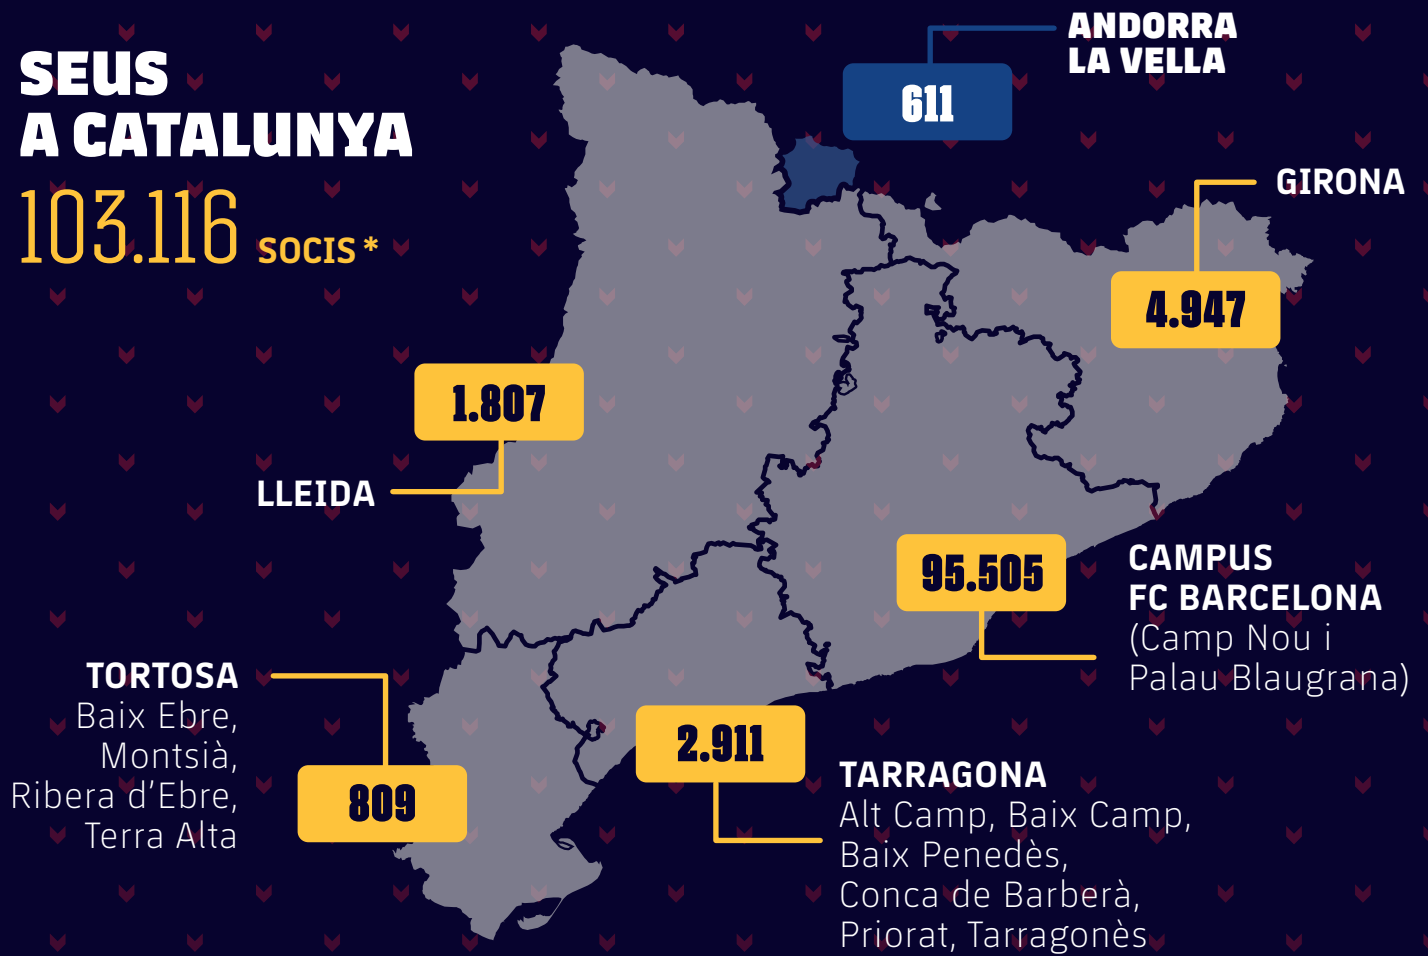 SEUS
A CATALUNYA
103.116 SOCIS*
ANDORRA
LA VELLA
611
GIRONA
4.947
1.807
LLEIDA
95.505
CAMPUS
FC BARCELONA
(Camp Nou i
Palau Blaugrana)
TORTOSA
Baix Ebre,
Montsià,
Ribera d'Ebre,
Terra Alta
809
2.911
TARRAGONA
Alt Camp, Baix Camp,
Baix Penedès,
Conca de Barberà,
Priorat, Tarragonès